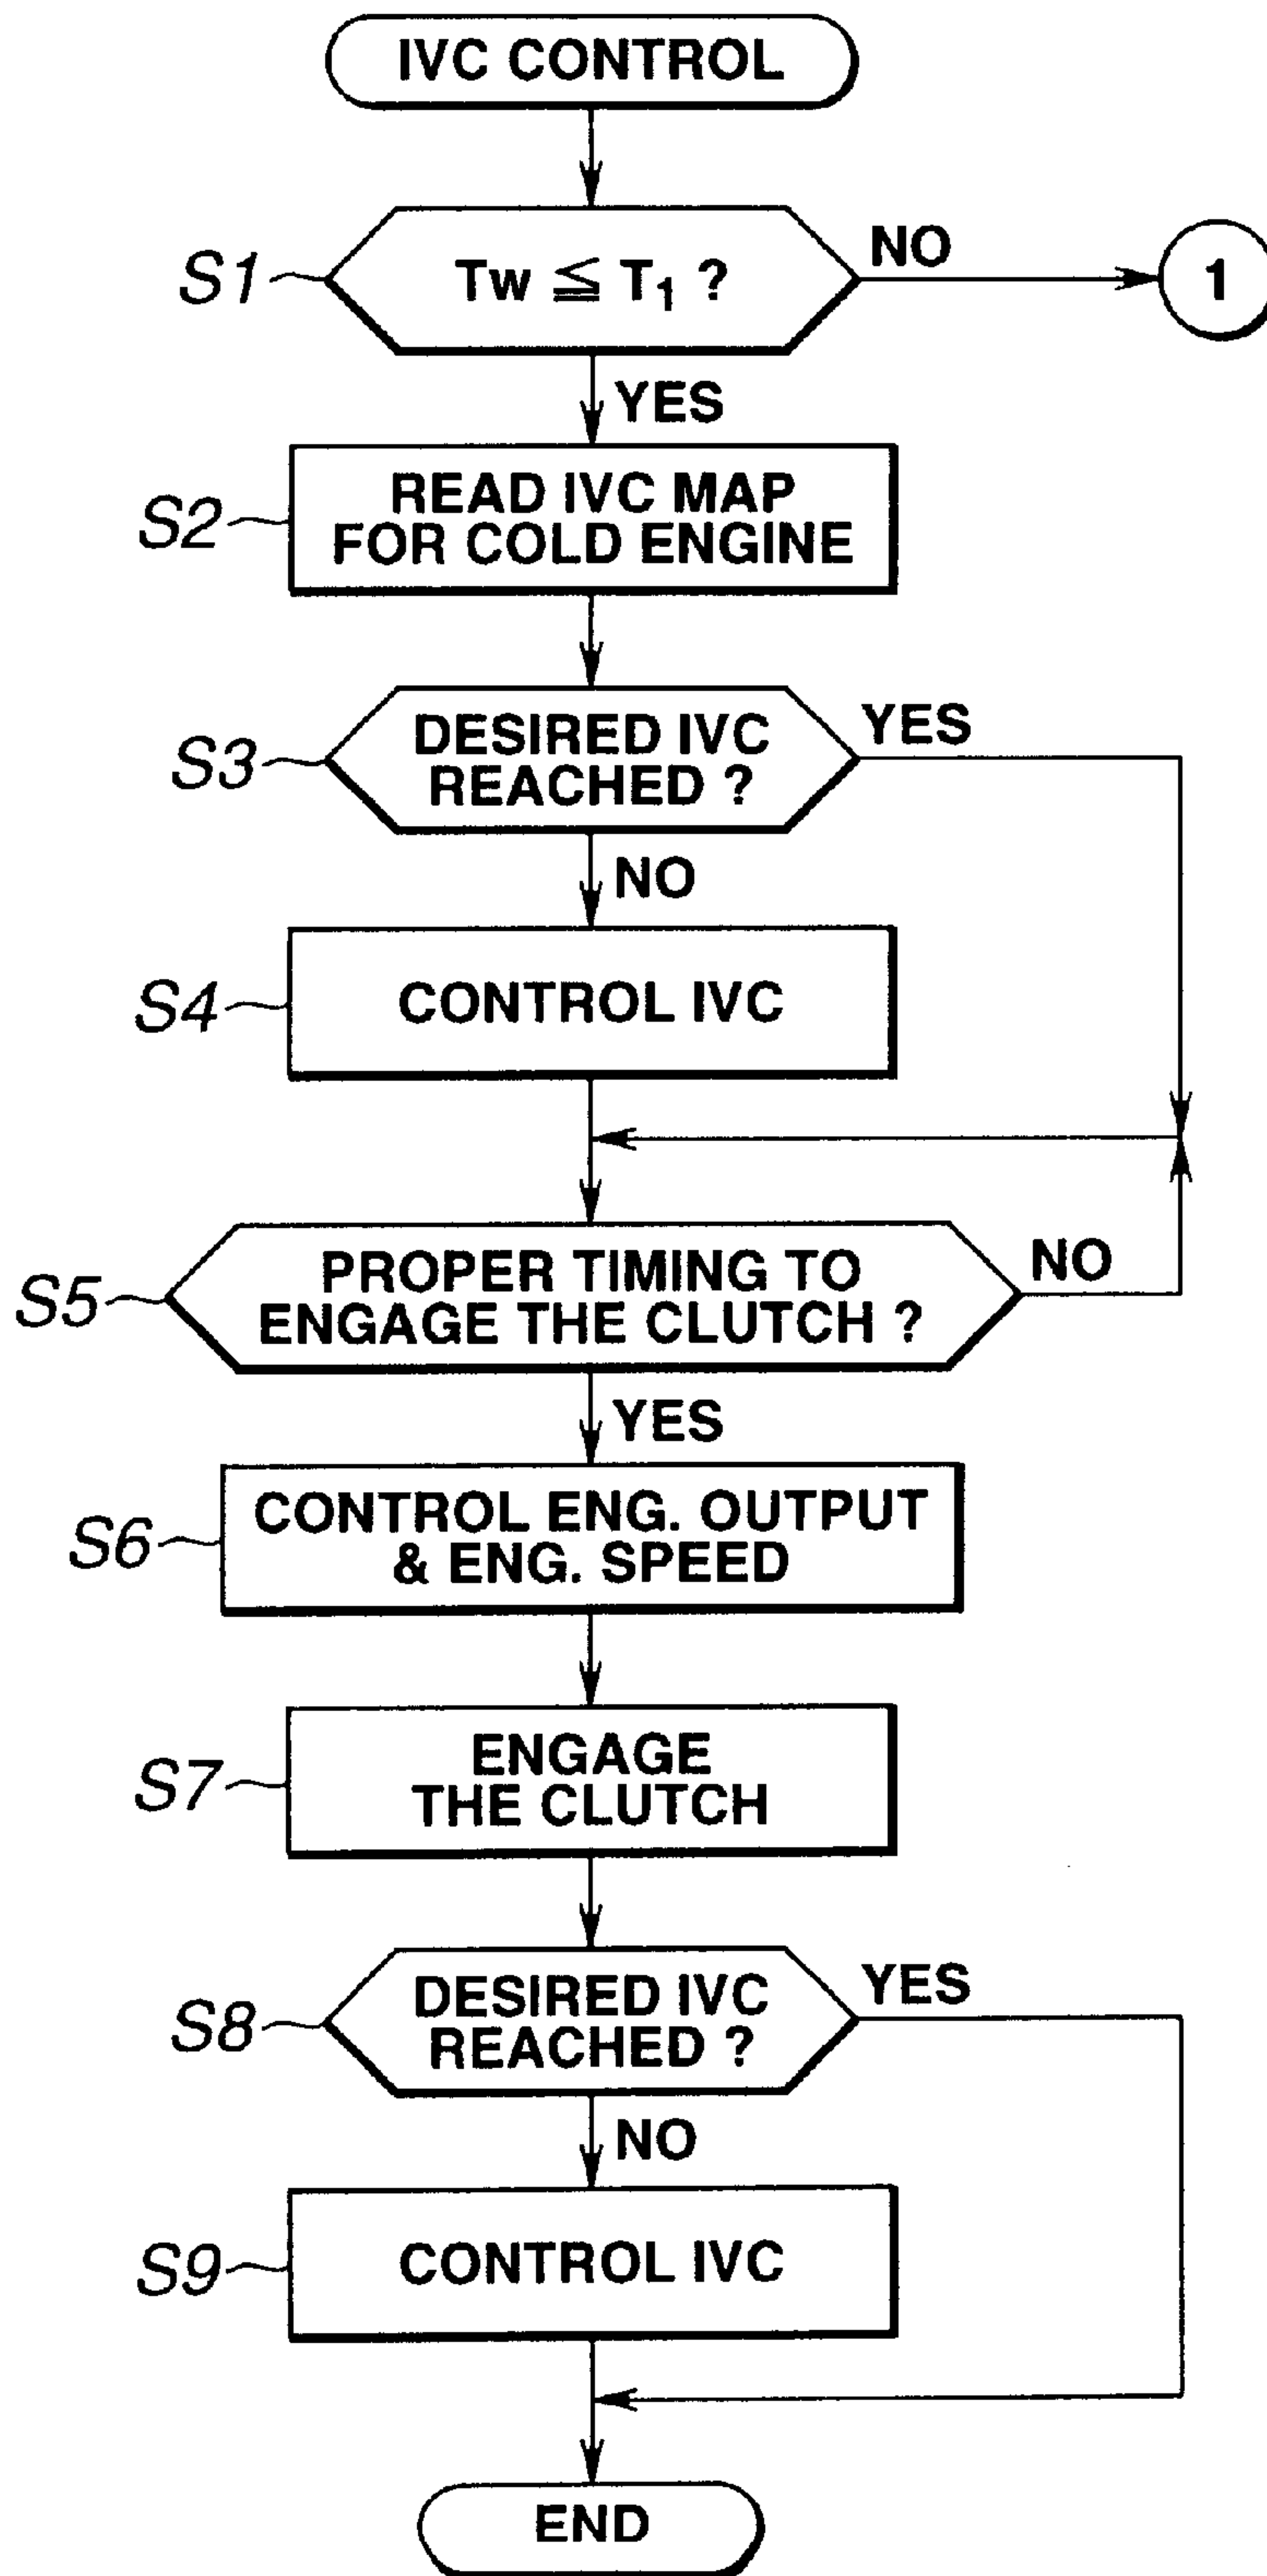 IVC CONTROL
S1
Tw ≦ T1 ?
NO
1
YES
S2
READ IVC MAP
FOR COLD ENGINE
S3
DESIRED IVC
REACHED ?
YES
NO
S4
CONTROL IVC
S5
PROPER TIMING TO
ENGAGE THE CLUTCH ?
NO
YES
S6
CONTROL ENG. OUTPUT
& ENG. SPEED
S7
ENGAGE
THE CLUTCH
S8
DESIRED IVC
REACHED ?
YES
NO
S9
CONTROL IVC
END